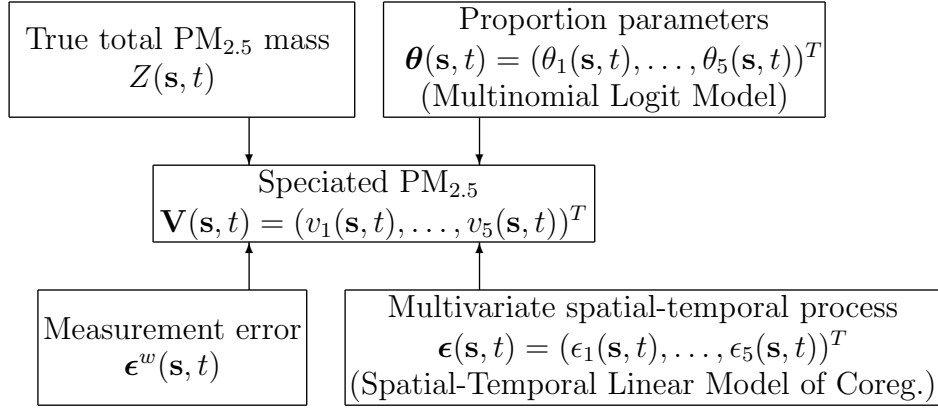 True total PM₂.₅ mass
Z(s, t)
Proportion parameters
θ(s, t) = (θ₁(s, t), . . . , θ₅(s, t))ᵀ
(Multinomial Logit Model)
Speciated PM₂.₅
V(s, t) = (v₁(s, t), . . . , v₅(s, t))ᵀ
Measurement error
ϵʷ(s, t)
Multivariate spatial-temporal process
ϵ(s, t) = (ϵ₁(s, t), . . . , ϵ₅(s, t))ᵀ
(Spatial-Temporal Linear Model of Coreg.)